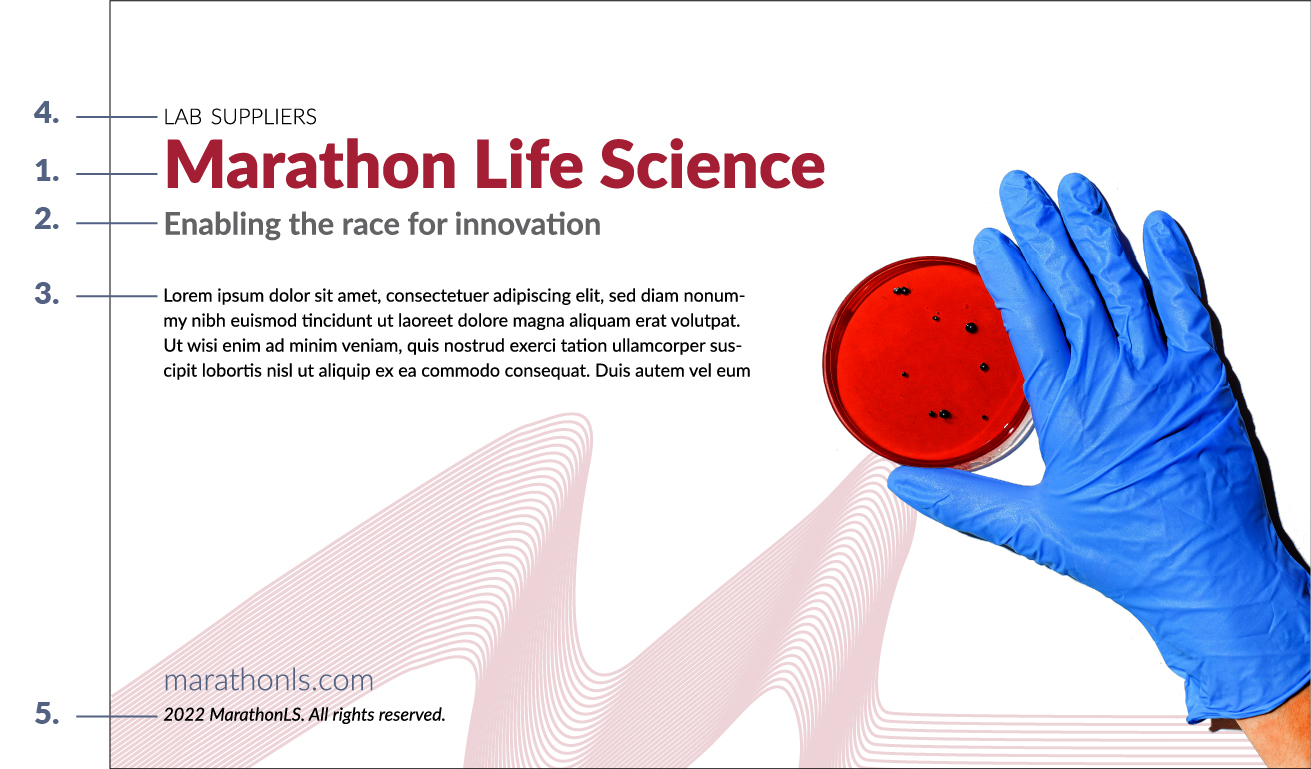 4.
LAB SUPPLIERS
1.
Marathon Life Science
2.
Enabling the race for innovation
3.
Lorem ipsum dolor sit amet, consectetuer adipiscing elit, sed diam nonum-
my nibh euismod tincidunt ut laoreet dolore magna aliquam erat volutpat.
Ut wisi enim ad minim veniam, quis nostrud exerci tation ullamcorper sus-
cipit lobortis nisl ut aliquip ex ea commodo consequat. Duis autem vel eum
marathonls.com
5.
2022 MarathonLS. All rights reserved.